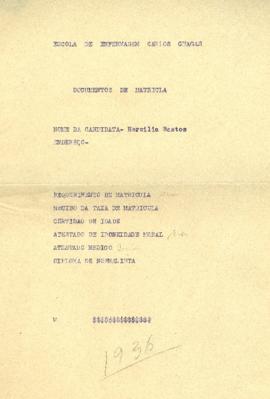 ESCOLA DE ENFERMAGEM CARLOS CHAGAS
DOCUMENTOS DE MATRICLA
NOME DA CANDIDATA- Hercilia Bastos
ENDEREÇO-
REQUERIMENTO DE MATRICULA
RECIBO DA TAXA DE MATRICULA
CERTIDÃO DE IDADE
ATESTADO DE IDONEIDADE MORAL
ATESTADO MEDICO
DIPLOMA DE NORMALISTA
1936